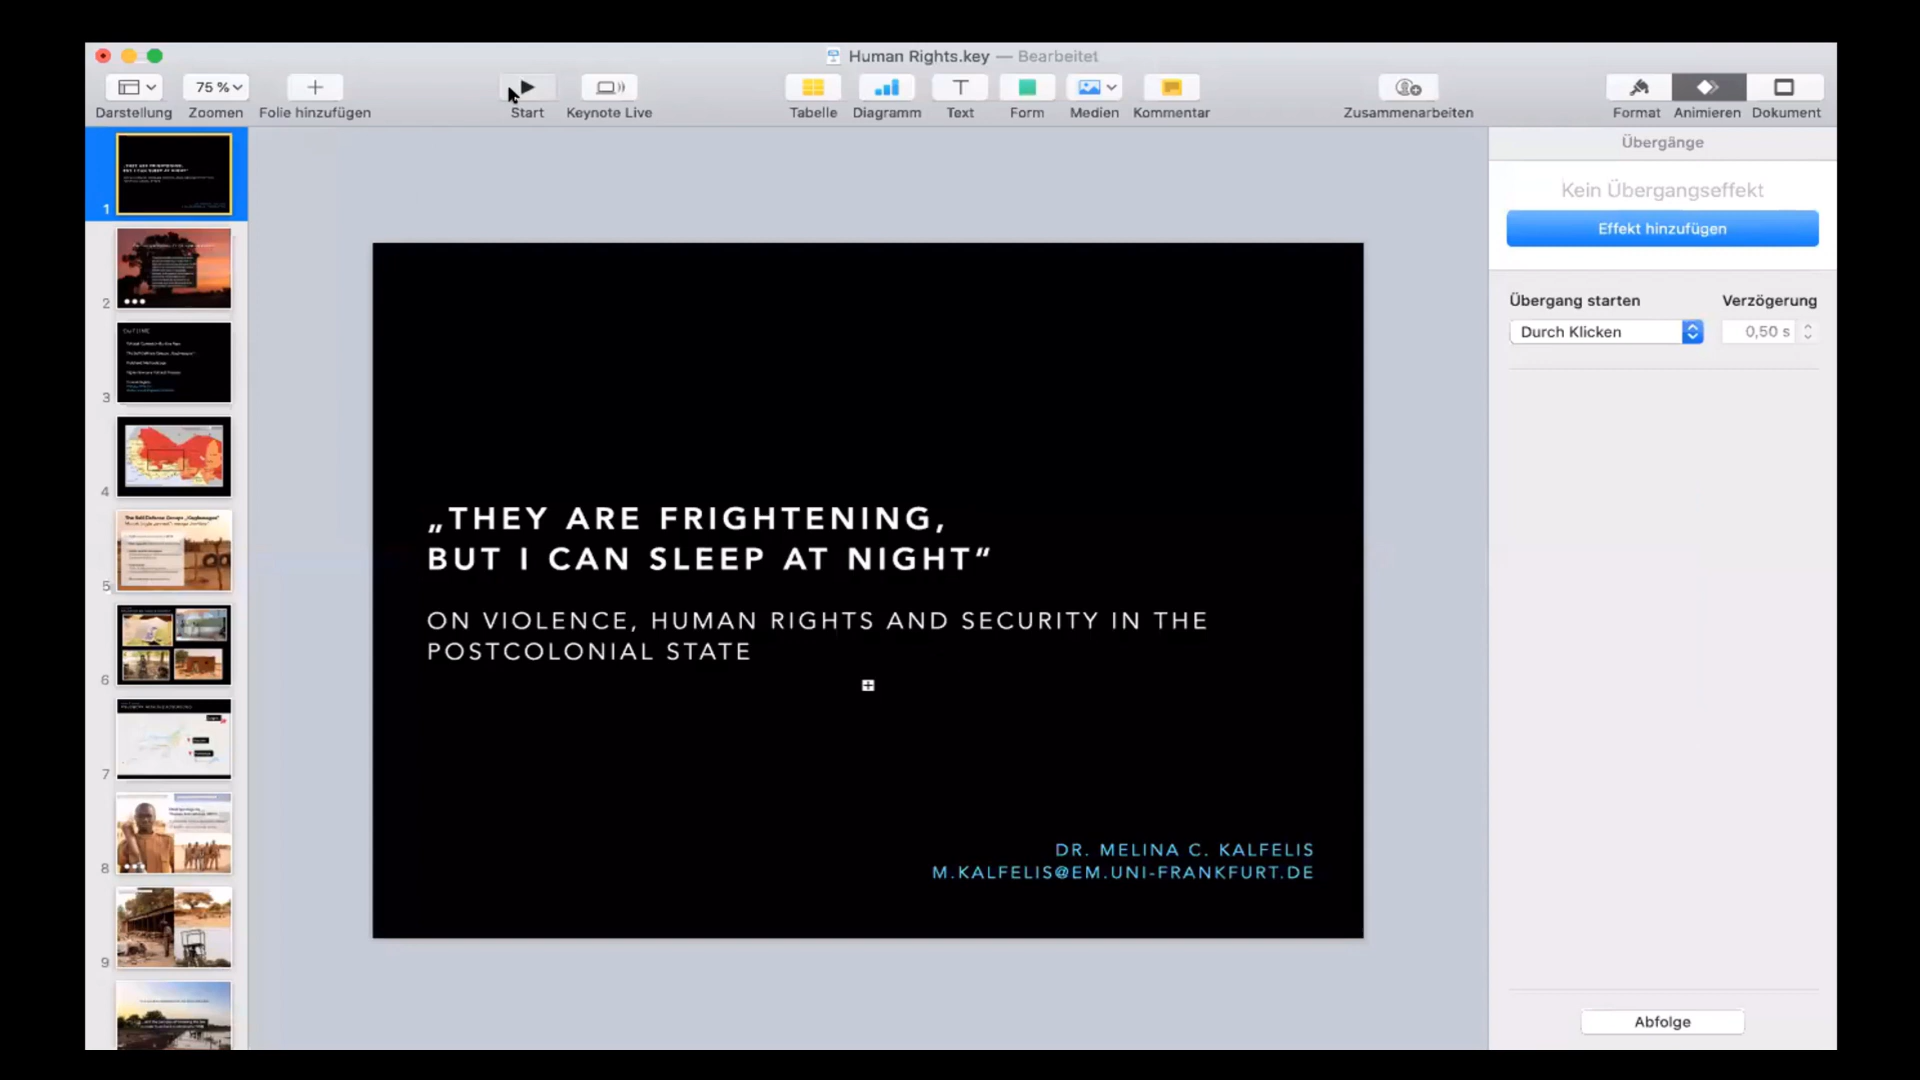 Human Rights.key — Bearbeitet
75 %
Darstellung
Zoomen
Folie hinzufügen
Start
Keynote Live
Tabelle
Diagramm
Text
Form
Medien
Kommentar
Zusammenarbeiten
Format
Animieren
Dokument
1
2
3
4
5
6
7
8
9
„THEY ARE FRIGHTENING,
BUT I CAN SLEEP AT NIGHT“
ON VIOLENCE, HUMAN RIGHTS AND SECURITY IN THE
POSTCOLONIAL STATE
DR. MELINA C. KALFELIS
M.KALFELIS@EM.UNI-FRANKFURT.DE
Übergänge
Kein Übergangseffekt
Effekt hinzufügen
Übergang starten
Verzögerung
Durch Klicken
0,50 s
Abfolge